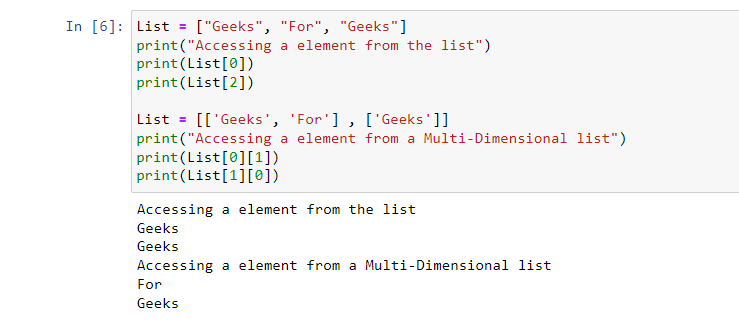 In [6]: List = ["Geeks", "For", "Geeks"]
print("Accessing a element from the list")
print(List[0])
print(List[2])
List = [['Geeks', 'For'] , ['Geeks']]
print("Accessing a element from a Multi-Dimensional list")
print(List[0][1])
print(List[1][0])
Accessing a element from the list
Geeks
Geeks
Accessing a element from a Multi-Dimensional list
For
Geeks